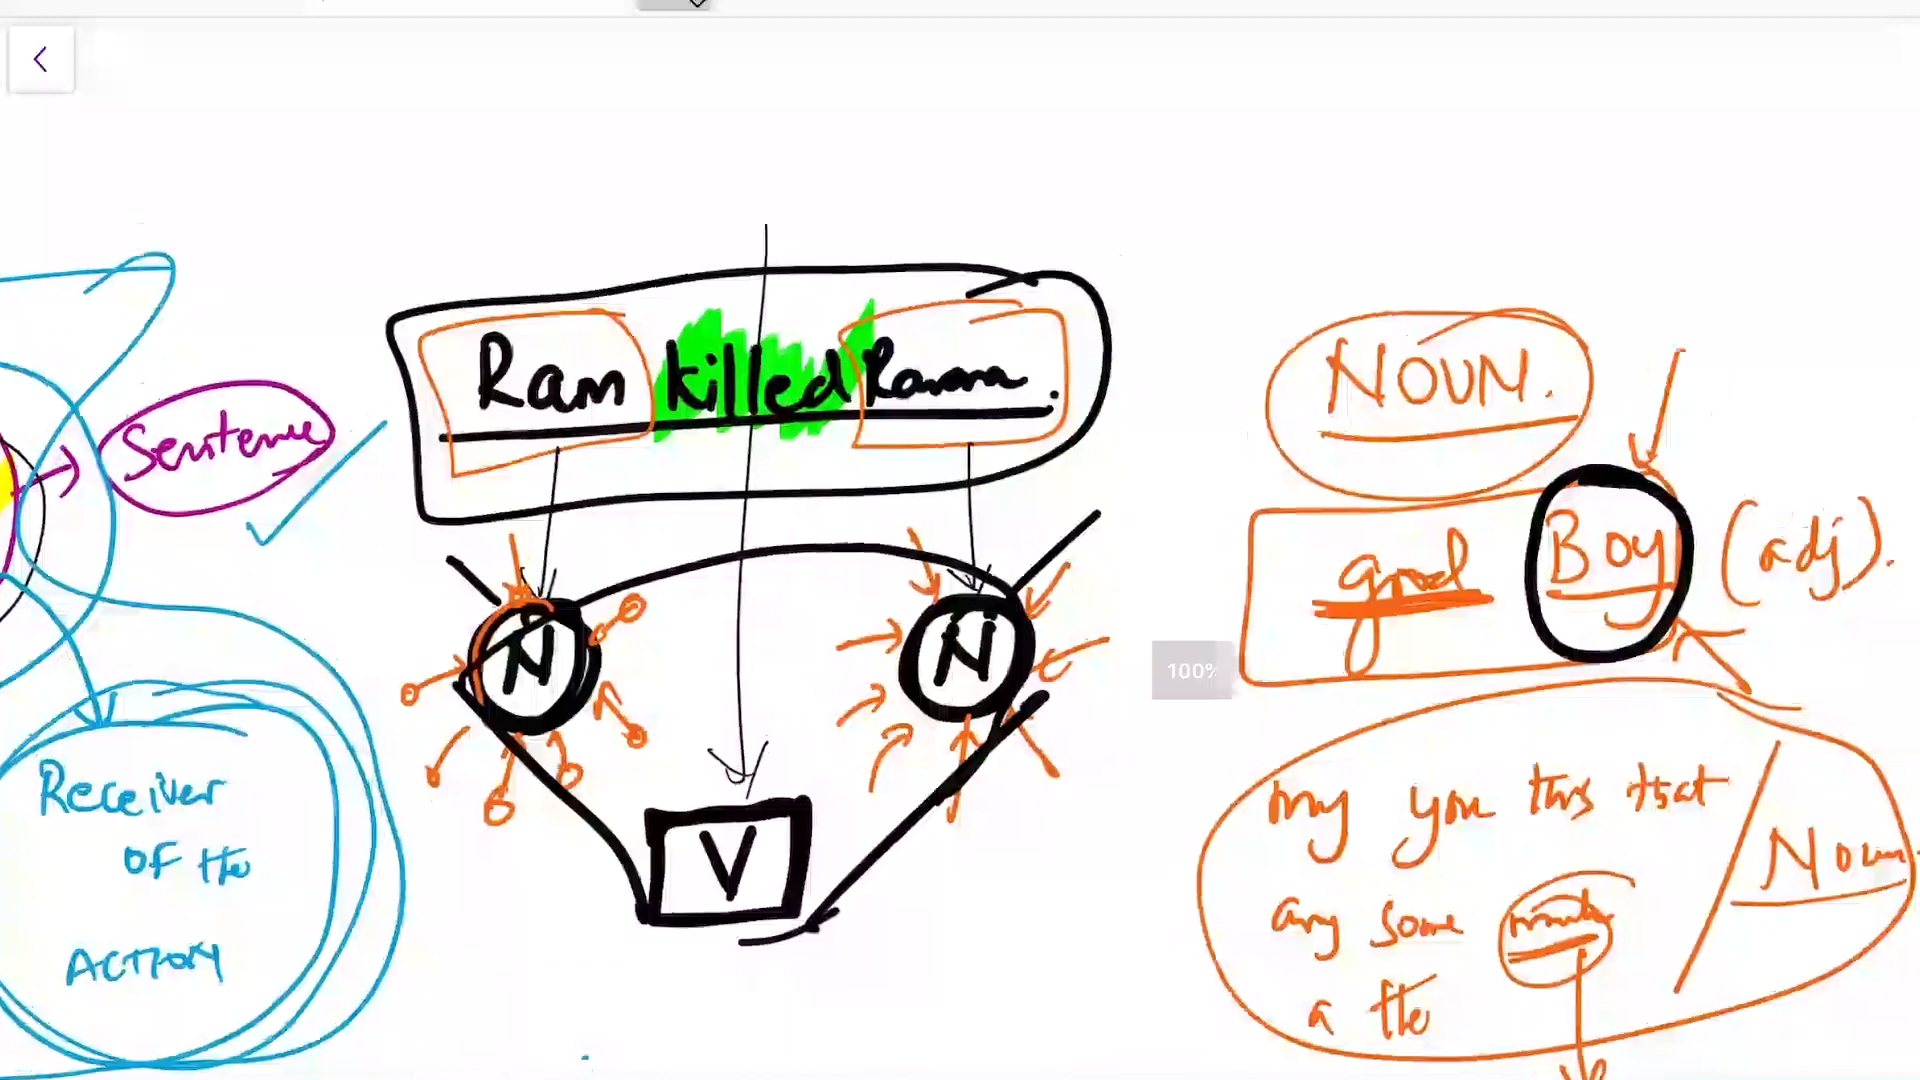 Sentence
Receiver
OF the
ACTION
Ram killed Ravana.
N
N
V
NOUN.
good Boy (adj).
100%
my you this that
any some
a the
Noun